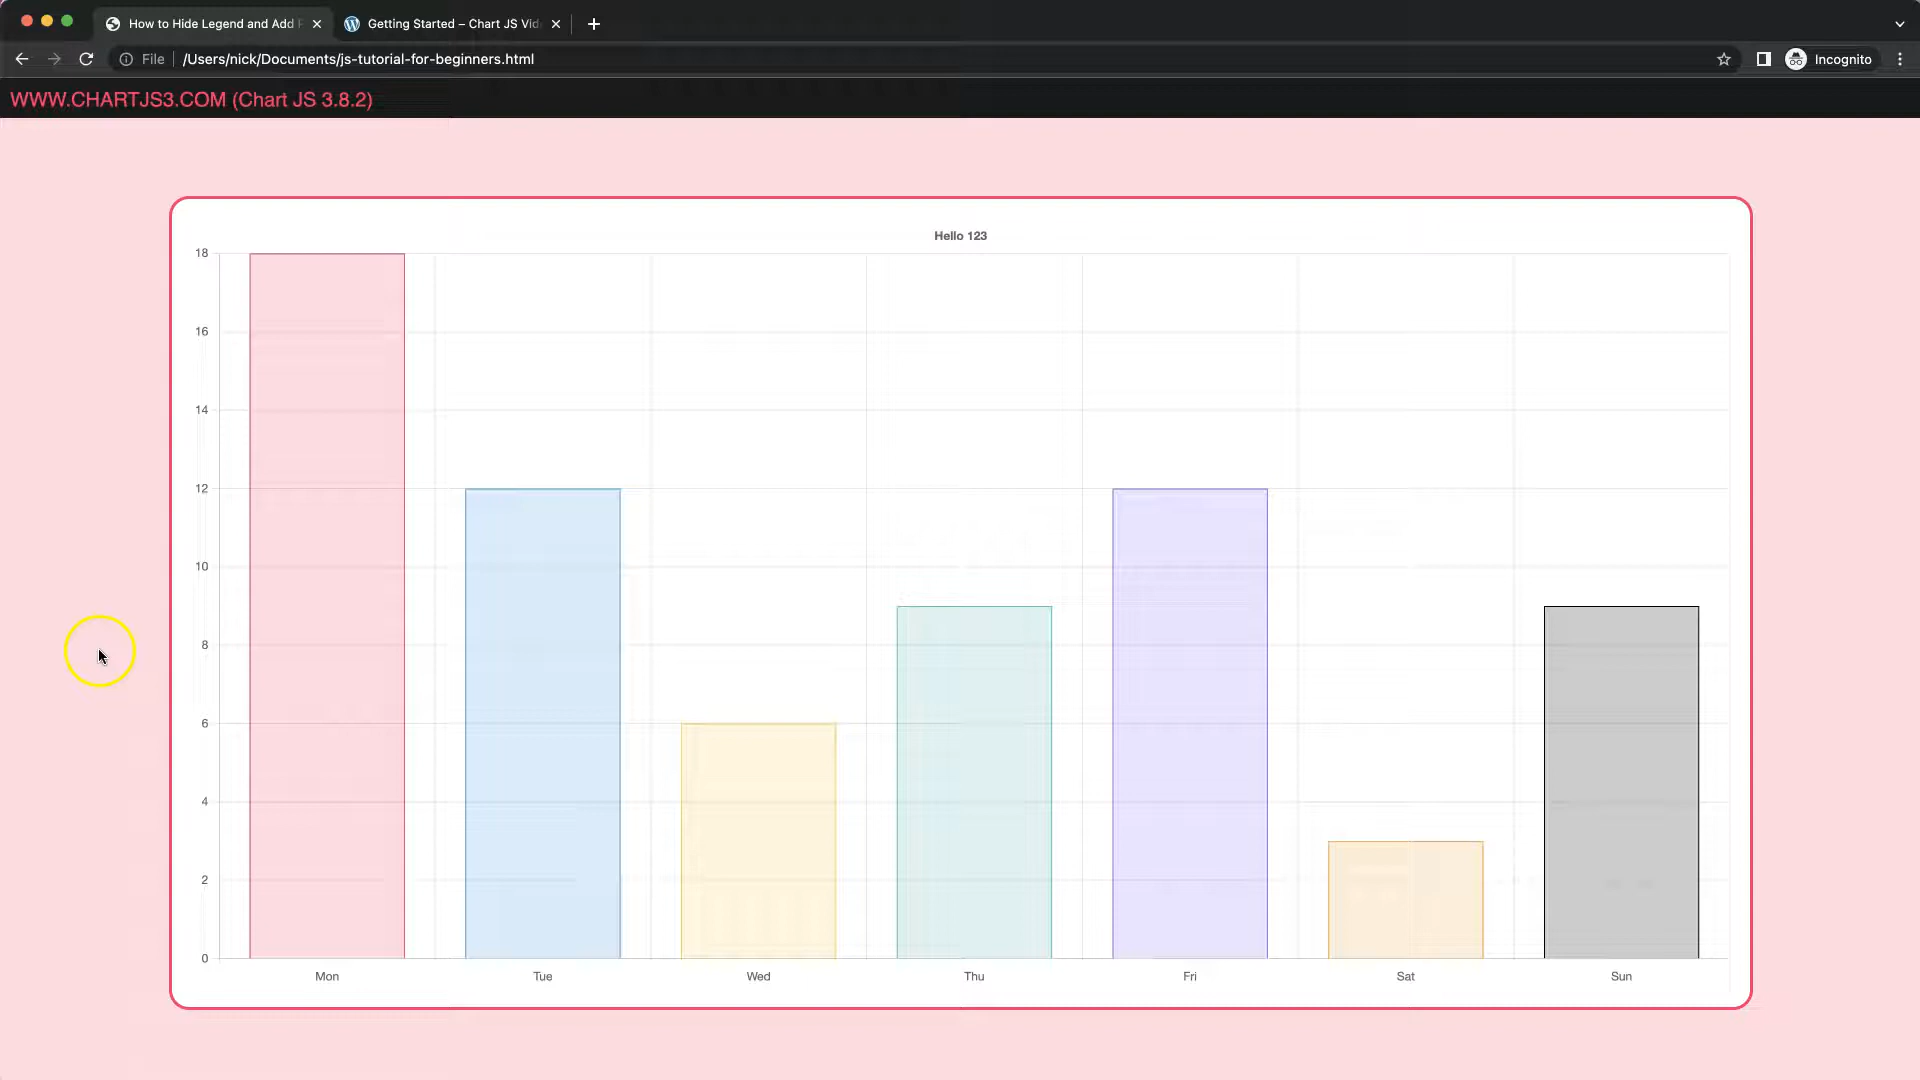 How to Hide Legend and Add
Getting Started – Chart JS Vid
File
/Users/nick/Documents/js-tutorial-for-beginners.html
Incognito
WWW.CHARTJS3.COM (Chart JS 3.8.2)
Hello 123
18
16
14
12
10
8
6
4
2
0
Mon Tue Wed Thu Fri Sat Sun